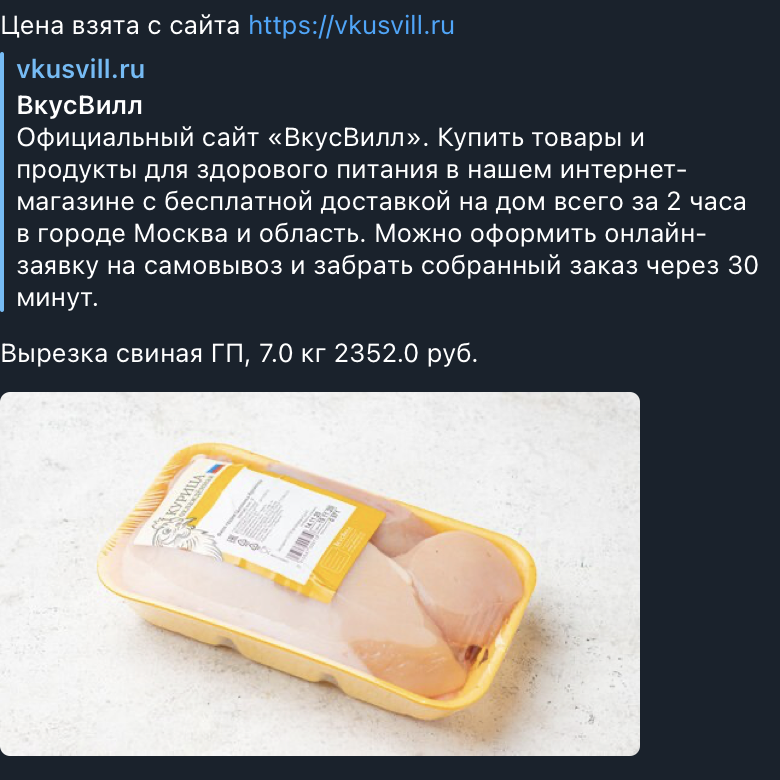 Цена взята с сайта https://vkusvill.ru
vkusvill.ru
ВкусВилл
Официальный сайт «ВкусВилл». Купить товары и
продукты для здорового питания в нашем интернет-
магазине с бесплатной доставкой на дом всего за 2 часа
в городе Москва и область. Можно оформить онлайн-
заявку на самовывоз и забрать собранный заказ через 30
минут.
Вырезка свиная ГП, 7.0 кг 2352.0 руб.
КУРИЦА